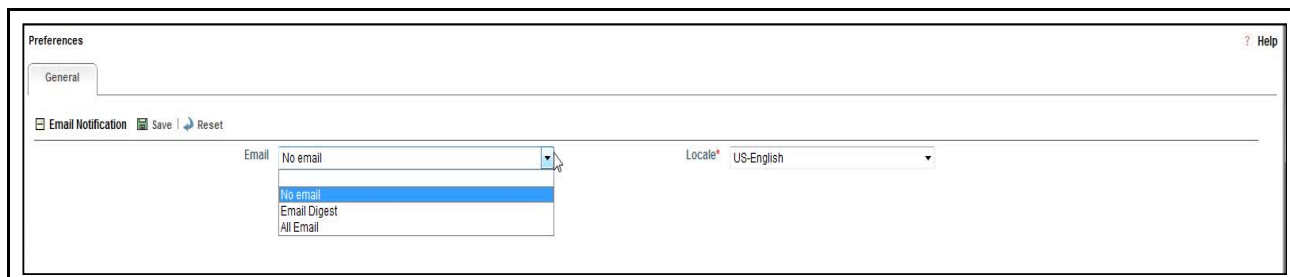 Preferences ? Help
General
Email Notification Save | Reset
Email No email Locale* US-English
No email
Email Digest
All Email